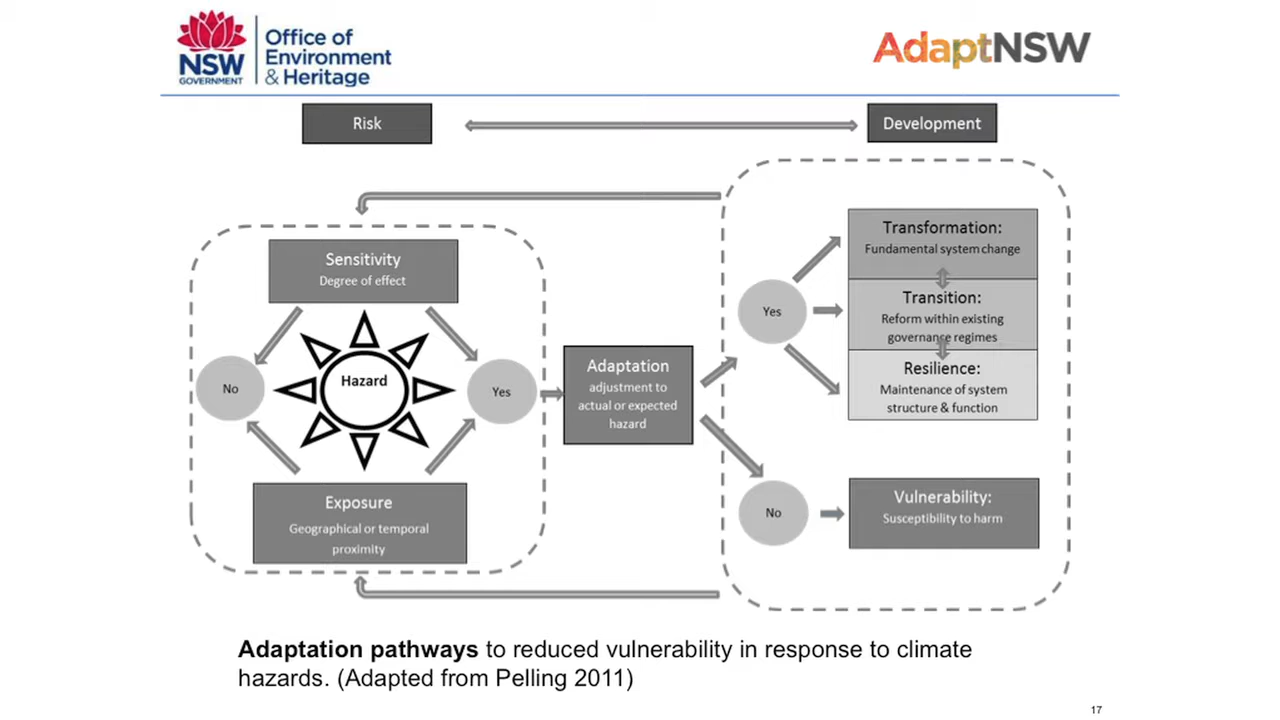 NSW
GOVERNMENT
Office of
Environment
& Heritage
AdaptNSW
Risk
Development
Sensitivity
Degree of effect
No
Hazard
Yes
Exposure
Geographical or temporal
proximity
Adaptation
adjustment to
actual or expected
hazard
Yes
Transformation:
Fundamental system change
Transition:
Reform within existing
governance regimes
Resilience:
Maintenance of system
structure & function
No
Vulnerability:
Susceptibility to harm
Adaptation pathways to reduced vulnerability in response to climate
hazards. (Adapted from Pelling 2011)
17